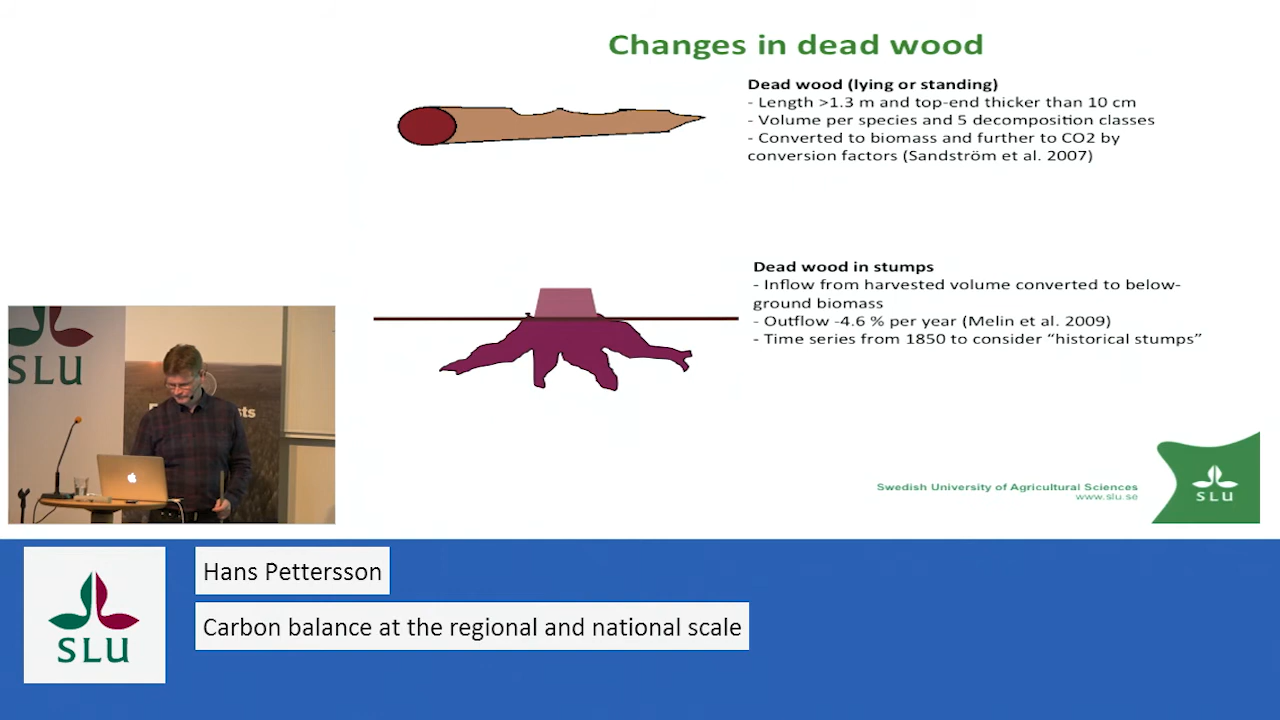 Changes in dead wood
Dead wood (lying or standing)
- Length >1.3 m and top-end thicker than 10 cm
- Volume per species and 5 decomposition classes
- Converted to biomass and further to CO2 by
conversion factors (Sandström et al. 2007)
Dead wood in stumps
- Inflow from harvested volume converted to below-
ground biomass
- Outflow -4.6 % per year (Melin et al. 2009)
- Time series from 1850 to consider “historical stumps”
SLU
sts
Swedish University of Agricultural Sciences
www.slu.se
SLU
SLU
Hans Pettersson
Carbon balance at the regional and national scale